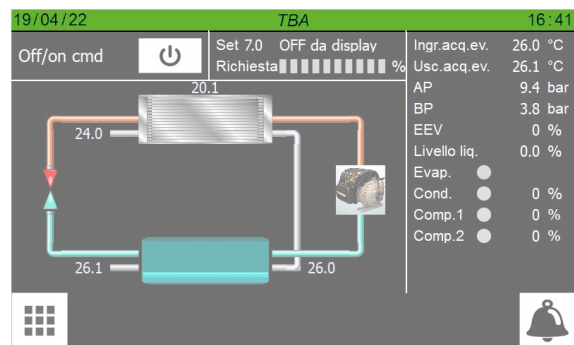 19/04/22 TBA 16:41
Off/on cmd
Set 7.0 OFF da display
Richiesta %
20.1
24.0
26.1
26.0
Ingr.acq.ev. 26.0 °C
Usc.acq.ev. 26.1 °C
AP 9.4 bar
BP 3.8 bar
EEV 0 %
Livello liq. 0.0 %
Evap.
Cond. 0 %
Comp.1 0 %
Comp.2 0 %